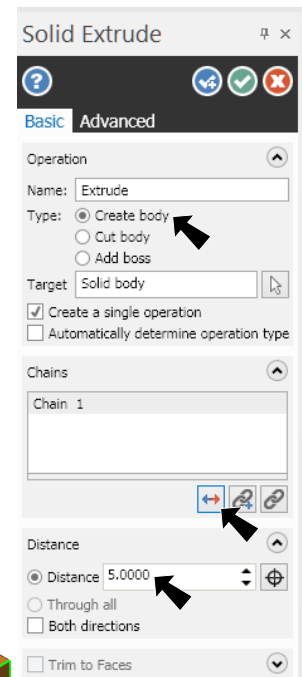 Solid Extrude
?
Basic Advanced
Operation
Name: Extrude
Type: Create body
Cut body
Add boss
Target Solid body
Create a single operation
Automatically determine operation type
Chains
Chain 1
Distance
Distance 5.0000
Through all
Both directions
Trim to Faces